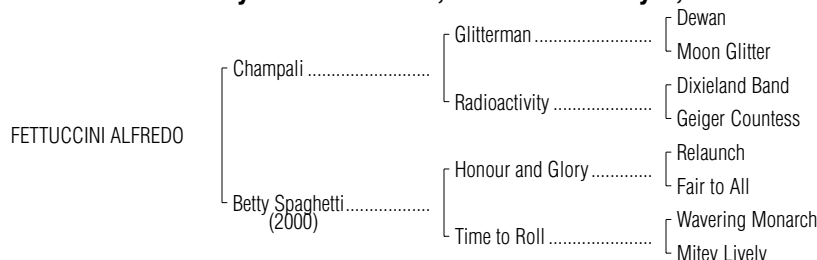 Dewan
Glitterman ..........................
Moon Glitter
Champali ..........................
Dixieland Band
Radioactivity .....................
Geiger Countess
FETTUCCINI ALFREDO
Relaunch
Honour and Glory.............
Fair to All
Betty Spaghetti..................
(2000)
Wavering Monarch
Time to Roll ......................
Mitey Lively